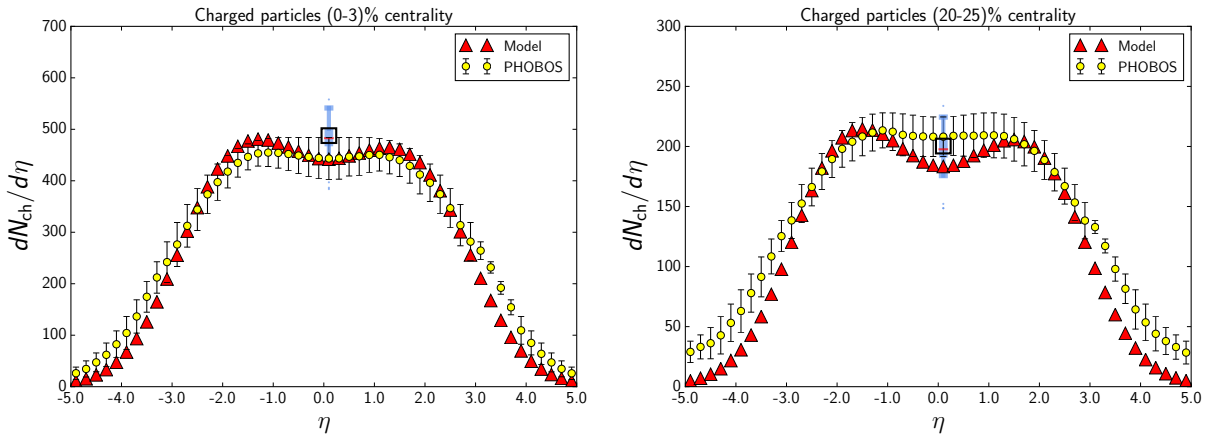 Charged particles (0-3)% centrality
700
600
500
400
300
200
100
0
-5.0 -4.0 -3.0 -2.0 -1.0 0.0 1.0 2.0 3.0 4.0 5.0
η
dN_ch/dη
Model
PHOBOS
Charged particles (20-25)% centrality
300
250
200
150
100
50
0
-5.0 -4.0 -3.0 -2.0 -1.0 0.0 1.0 2.0 3.0 4.0 5.0
η
dN_ch/dη
Model
PHOBOS